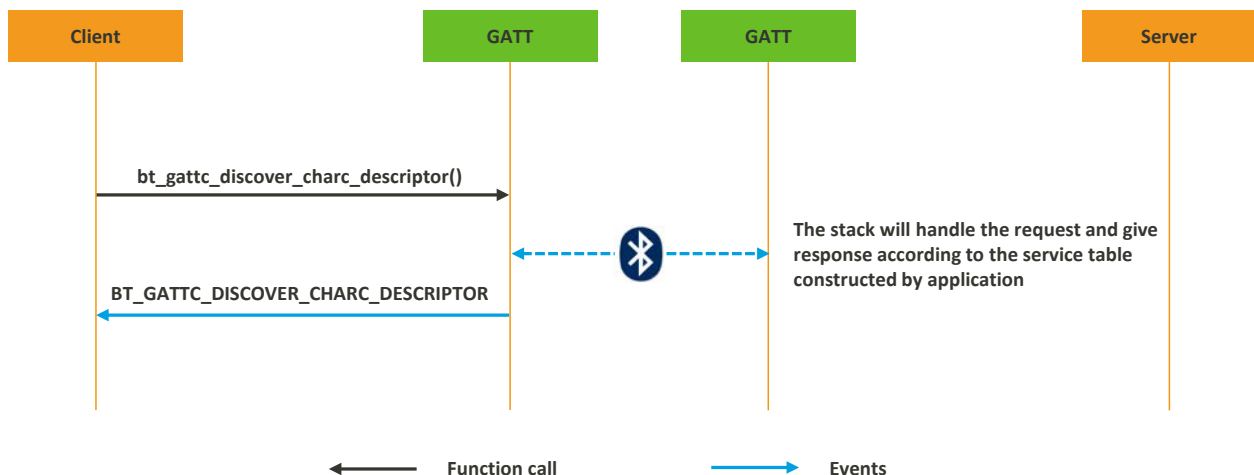 Client
GATT
GATT
Server
bt_gattc_discover_charc_descriptor()
The stack will handle the request and give
response according to the service table
constructed by application
BT_GATTC_DISCOVER_CHARC_DESCRIPTOR
Function call
Events